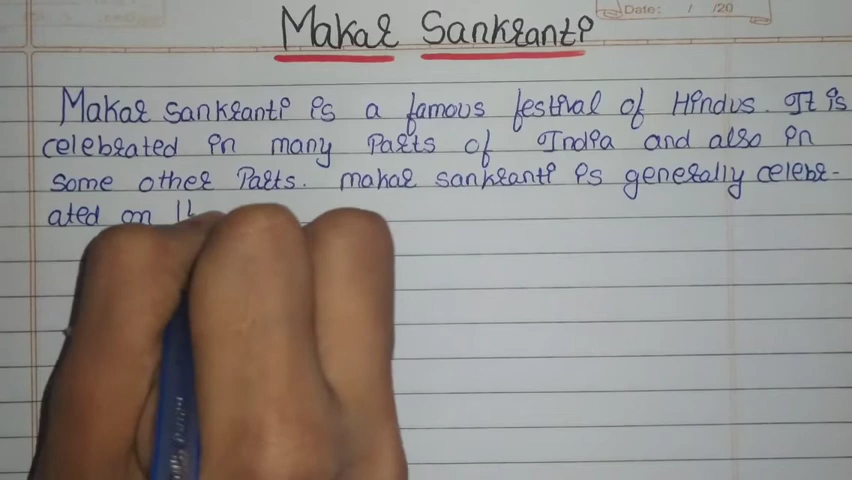 Date: / /20
Makar Sankranti
Makar sankranti is a famous festival of Hindus. It is
celebrated in many Parts of India and also in
some other Parts. makar sankranti is generally celebr-
ated on 14